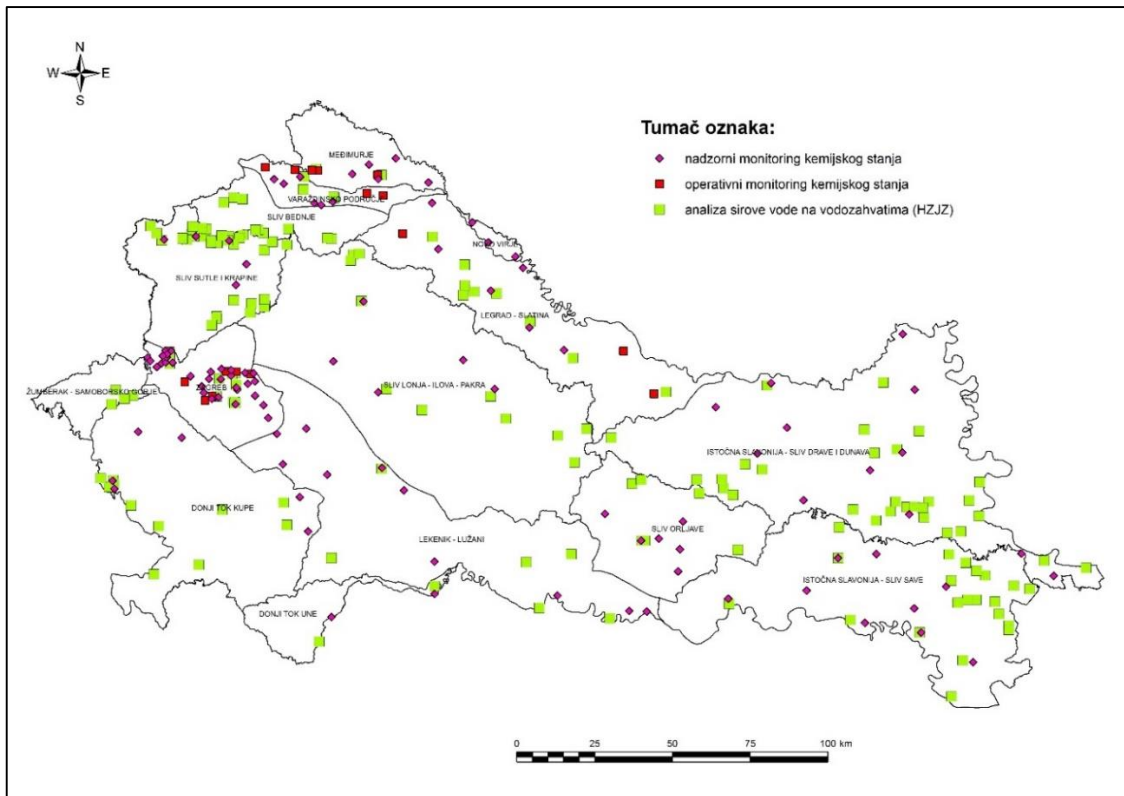 N
W E
S
Tumač oznaka:
nadzorni monitoring kemijskog stanja
operativni monitoring kemijskog stanja
analiza sirove vode na vodozahvatima (HZJZ)
MEĐIMURJE
VARAŽDINSKO PODRUČJE
SLIV BEDNJE
NOVO VIRJE
SLIV SUTLE I KRAPINE
LEGRAD - SLATINA
ŽUMBERAK - SAMOBORSKO GORJE
ZAGREB
SLIV LONJA - ILOVA - PAKRA
ISTOČNA SLAVONIJA - SLIV DRAVE I DUNAVA
DONJI TOK KUPE
SLIV ORLJAVE
LEKENIK - LUŽANI
ISTOČNA SLAVONIJA - SLIV SAVE
DONJI TOK UNE
0 25 50 75 100 km